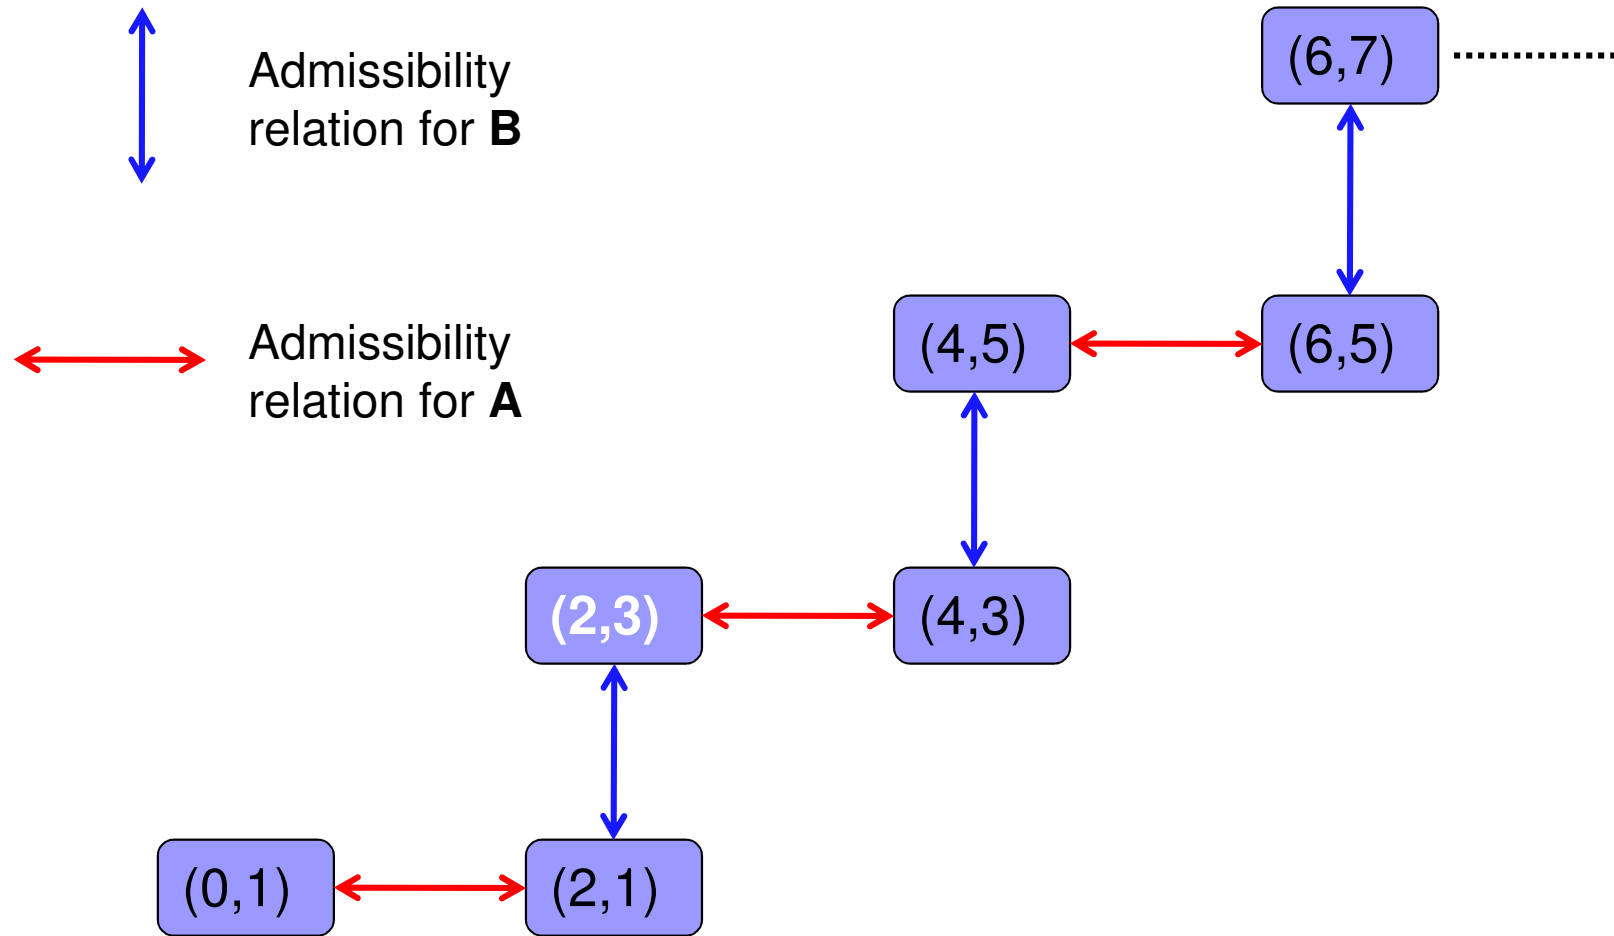 Admissibility
relation for B
(6,7)
Admissibility
relation for A
(4,5)
(6,5)
(2,3)
(4,3)
(0,1)
(2,1)